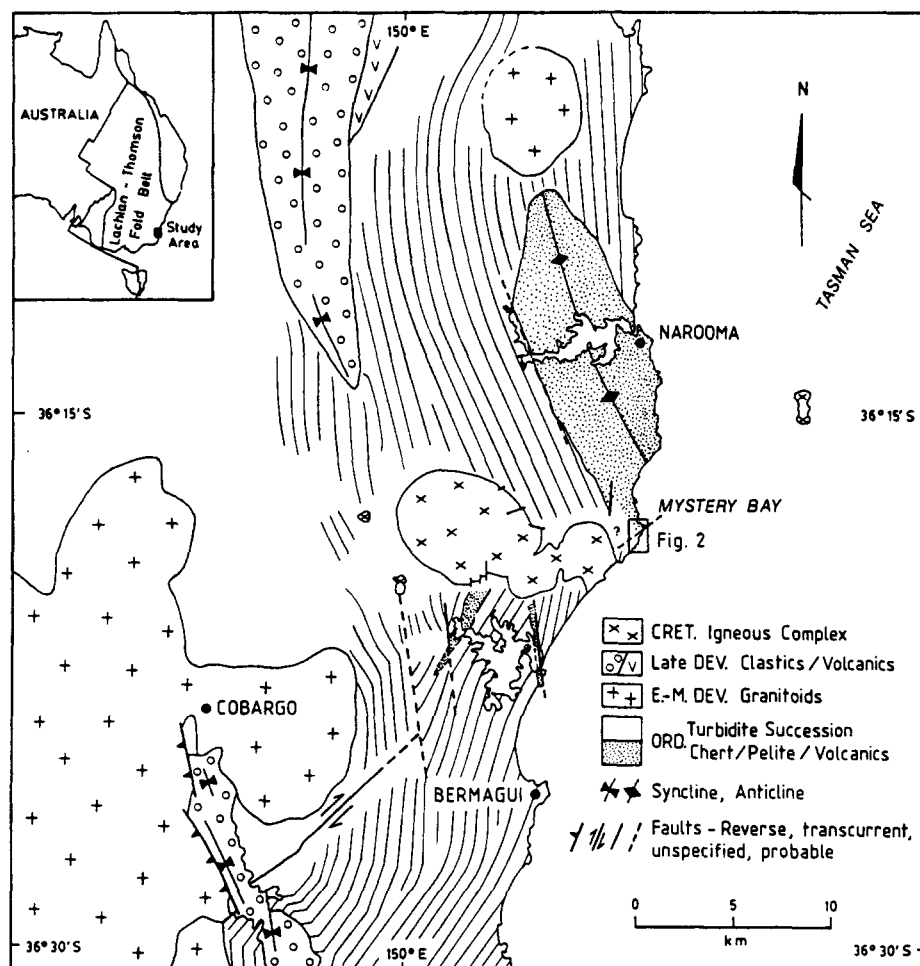 150° E
AUSTRALIA
Lachlan - Thomson
Fold Belt
Study
Area
N
TASMAN SEA
NAROOMA
36° 15' S
36° 15' S
MYSTERY BAY
?
Fig. 2
CRET. Igneous Complex
Late DEV. Clastics / Volcanics
E.-M. DEV. Granitoids
ORD. Turbidite Succession
Chert/Pelite/Volcanics
Syncline, Anticline
Faults - Reverse, transcurrent,
unspecified, probable
COBARGO
BERMAGUI
0 5 10
km
36° 30' S
150° E
36° 30' S